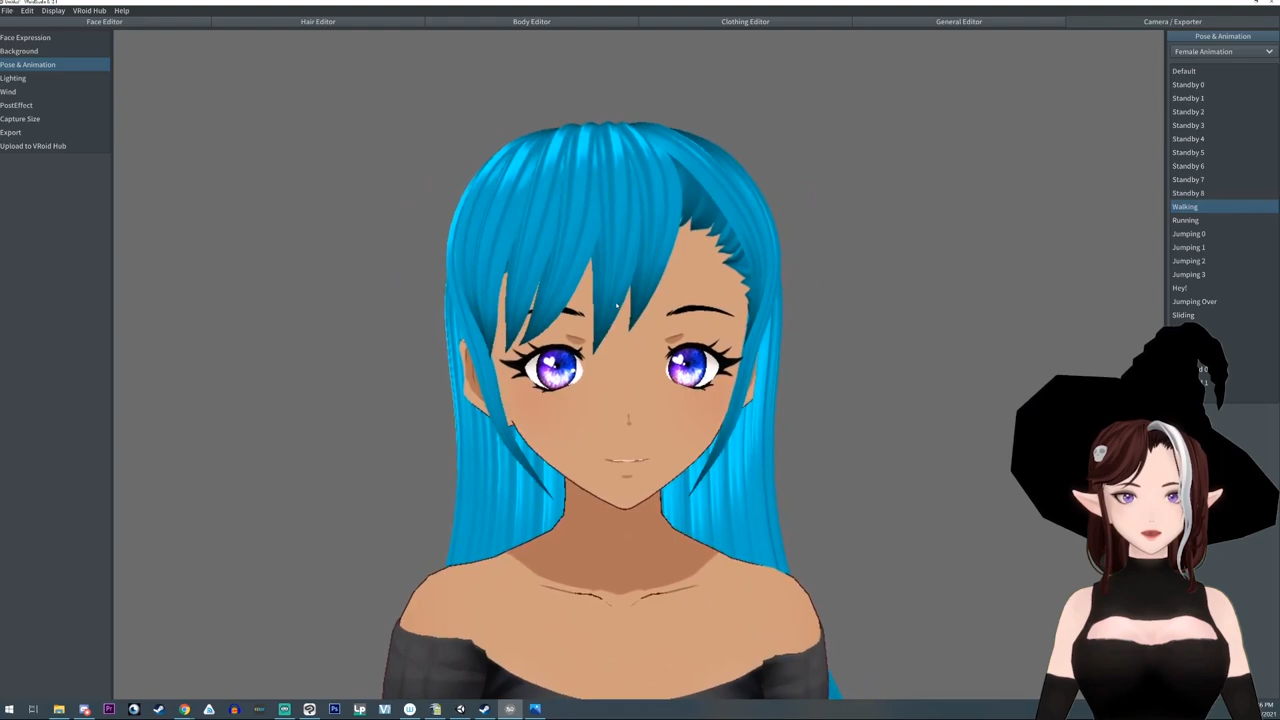 File Edit Display VRoid Hub Help
Face Editor Hair Editor Body Editor Clothing Editor General Editor Camera / Exporter
Face Expression
Background
Pose & Animation
Lighting
Wind
PostEffect
Capture Size
Export
Upload to VRoid Hub
Pose & Animation
Female Animation
Default
Standby 0
Standby 1
Standby 2
Standby 3
Standby 4
Standby 5
Standby 6
Standby 7
Standby 8
Walking
Running
Jumping 0
Jumping 1
Jumping 2
Jumping 3
Hey!
Jumping Over
Sliding
Pr
Ps
LP